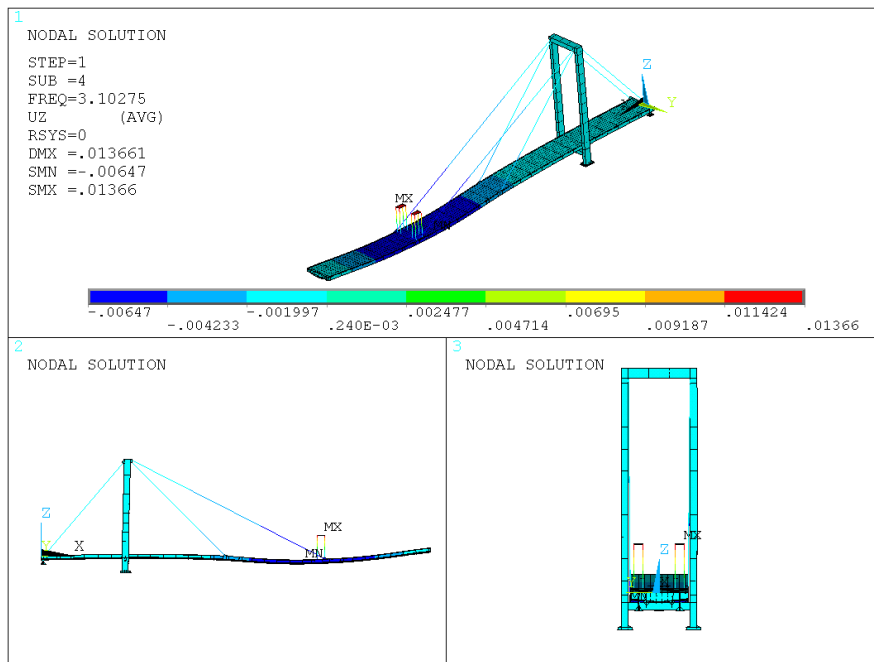 1
NODAL SOLUTION
STEP=1
SUB =4
FREQ=3.10275
UZ (AVG)
RSYS=0
DMX =.013661
SMN =-.00647
SMX =.01366
Z
Y
MX
-.00647 -.001997 .002477 .00695 .011424
-.004233 .240E-03 .004714 .009187 .01366
2
NODAL SOLUTION
Z
X
MX
MN
3
NODAL SOLUTION
MX
Z